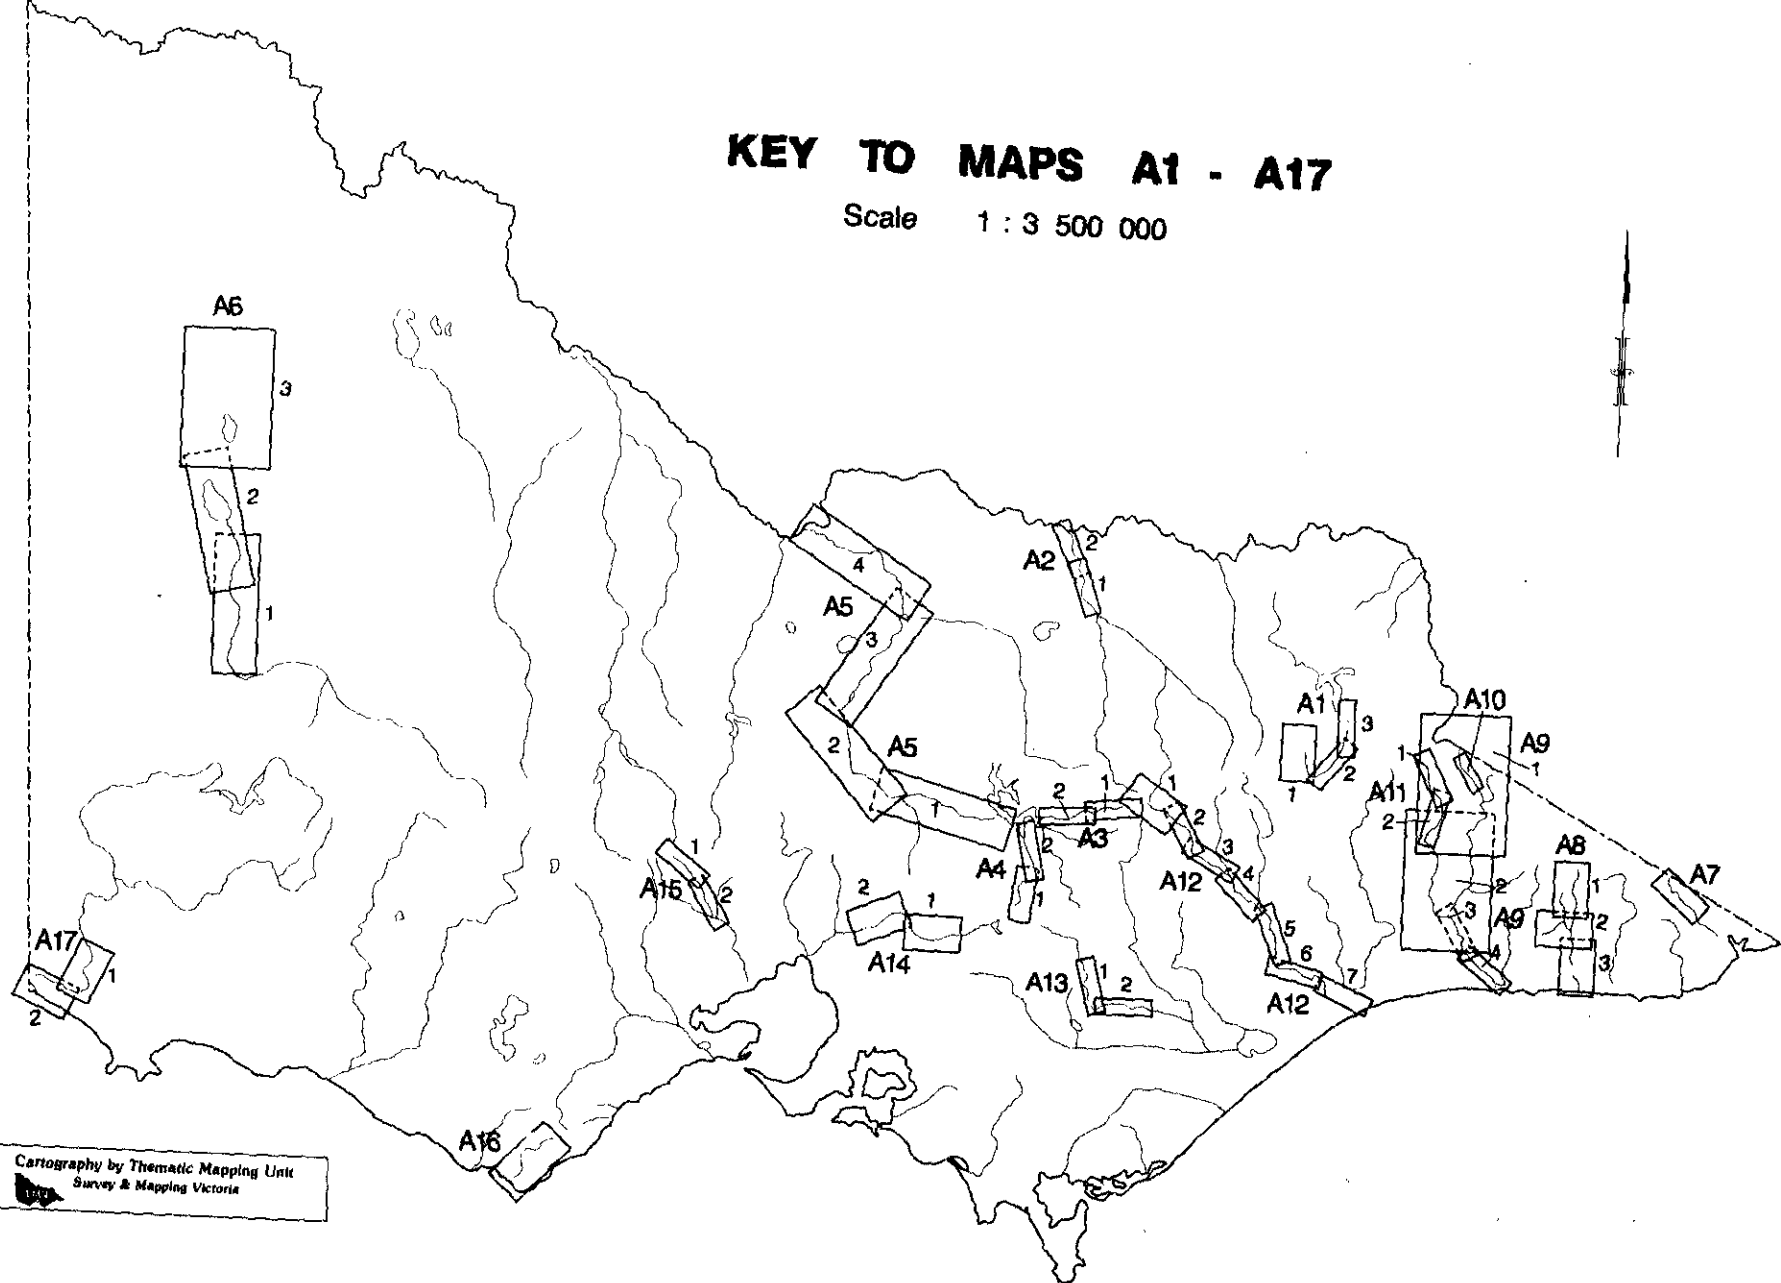 KEY TO MAPS A1 - A17
Scale 1 : 3 500 000
A6
3
2
1
4
A5
3
2
A5
1
A2
2
1
A1
3
2
1
A10
A9
1
1
A11
2
2
3
A9
4
A8
1
2
3
A7
2
1
A3
A4
2
1
1
2
3
4
A12
5
6
7
A12
1
A15
2
2
1
A14
A13
1
2
A17
1
2
A16
Cartography by Thematic Mapping Unit
Survey & Mapping Victoria